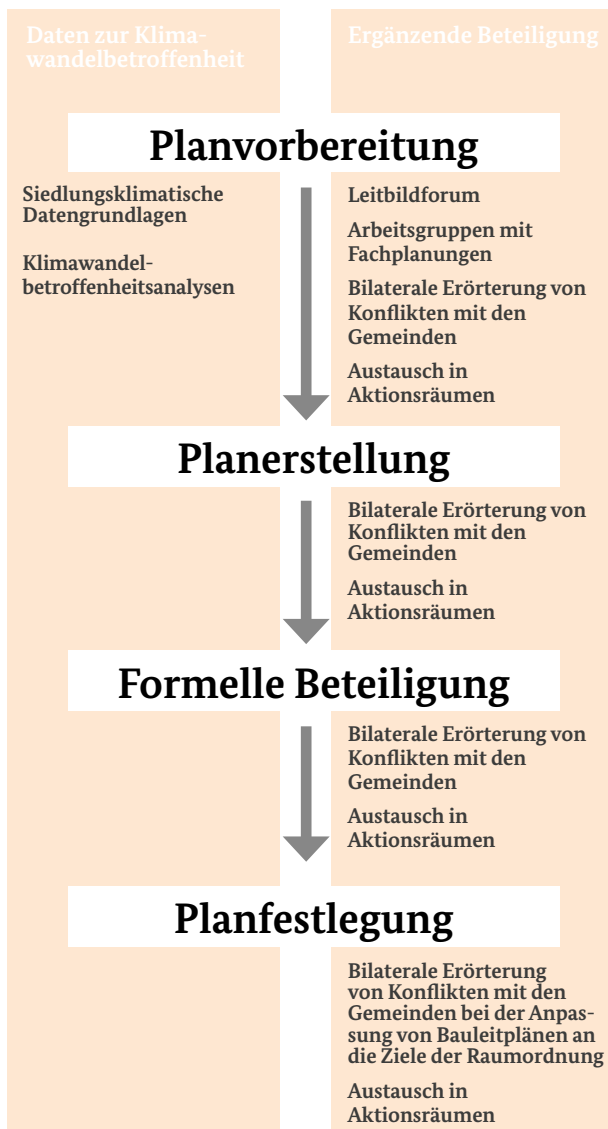 Daten zur Klima-
wandelbetroffenheit
Ergänzende Beteiligung
Planvorbereitung
Siedlungsklimatische
Datengrundlagen
Klimawandel-
betroffenheitsanalysen
Leitbildforum
Arbeitsgruppen mit
Fachplanungen
Bilaterale Erörterung von
Konflikten mit den
Gemeinden
Austausch in
Aktionsräumen
Planerstellung
Bilaterale Erörterung von
Konflikten mit den
Gemeinden
Austausch in
Aktionsräumen
Formelle Beteiligung
Bilaterale Erörterung von
Konflikten mit den
Gemeinden
Austausch in
Aktionsräumen
Planfestlegung
Bilaterale Erörterung
von Konflikten mit den
Gemeinden bei der Anpas-
sung von Bauleitplänen an
die Ziele der Raumordnung
Austausch in
Aktionsräumen